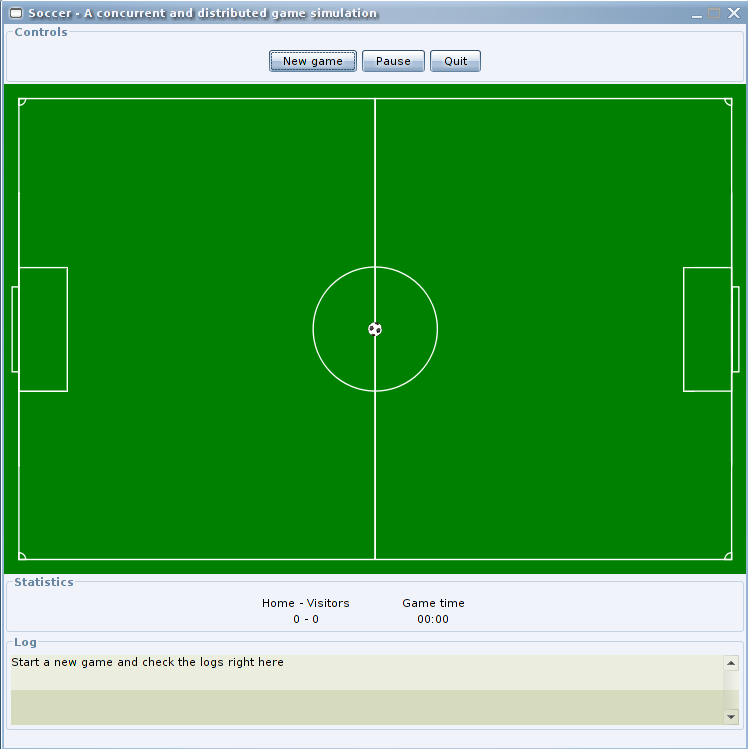 Soccer - A concurrent and distributed game simulation
Controls
New game Pause Quit
Statistics
Home - Visitors Game time
0 - 0 00:00
Log
Start a new game and check the logs right here